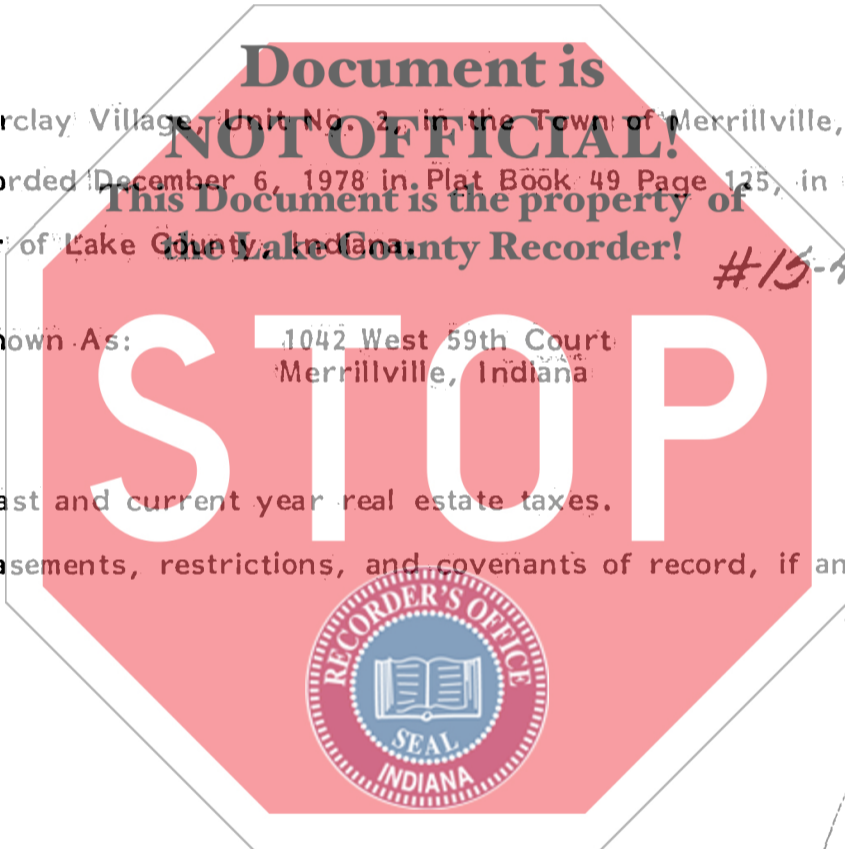 Document is
rclay Village, Unit No. 2, in the Town of Merrillville,
NOT OFFICIAL!
orded December 6, 1978 in Plat Book 49 Page 125, in
This Document is the property of
of Lake County, Indiana.
the Lake County Recorder!
#15-4
own As: 1042 West 59th Court
Merrillville, Indiana
STOP
ast and current year real estate taxes.
asements, restrictions, and covenants of record, if an
RECORDER'S OFFICE
SEAL
INDIANA